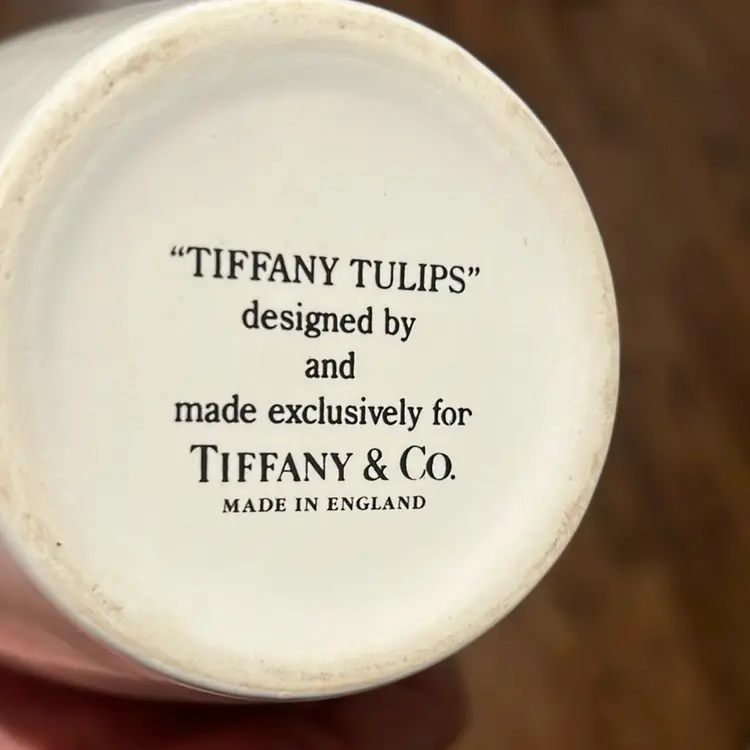 “TIFFANY TULIPS”
designed by
and
made exclusively for
TIFFANY & CO.
MADE IN ENGLAND